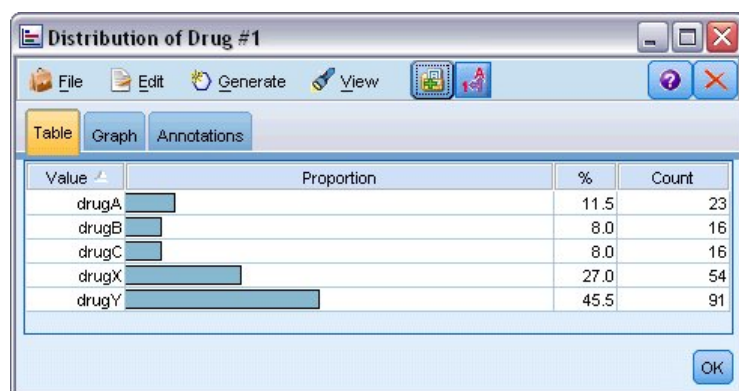 Distribution of Drug #1
File Edit Generate View
Table Graph Annotations
Value Proportion % Count
drugA 11.5 23
drugB 8.0 16
drugC 8.0 16
drugX 27.0 54
drugY 45.5 91
OK